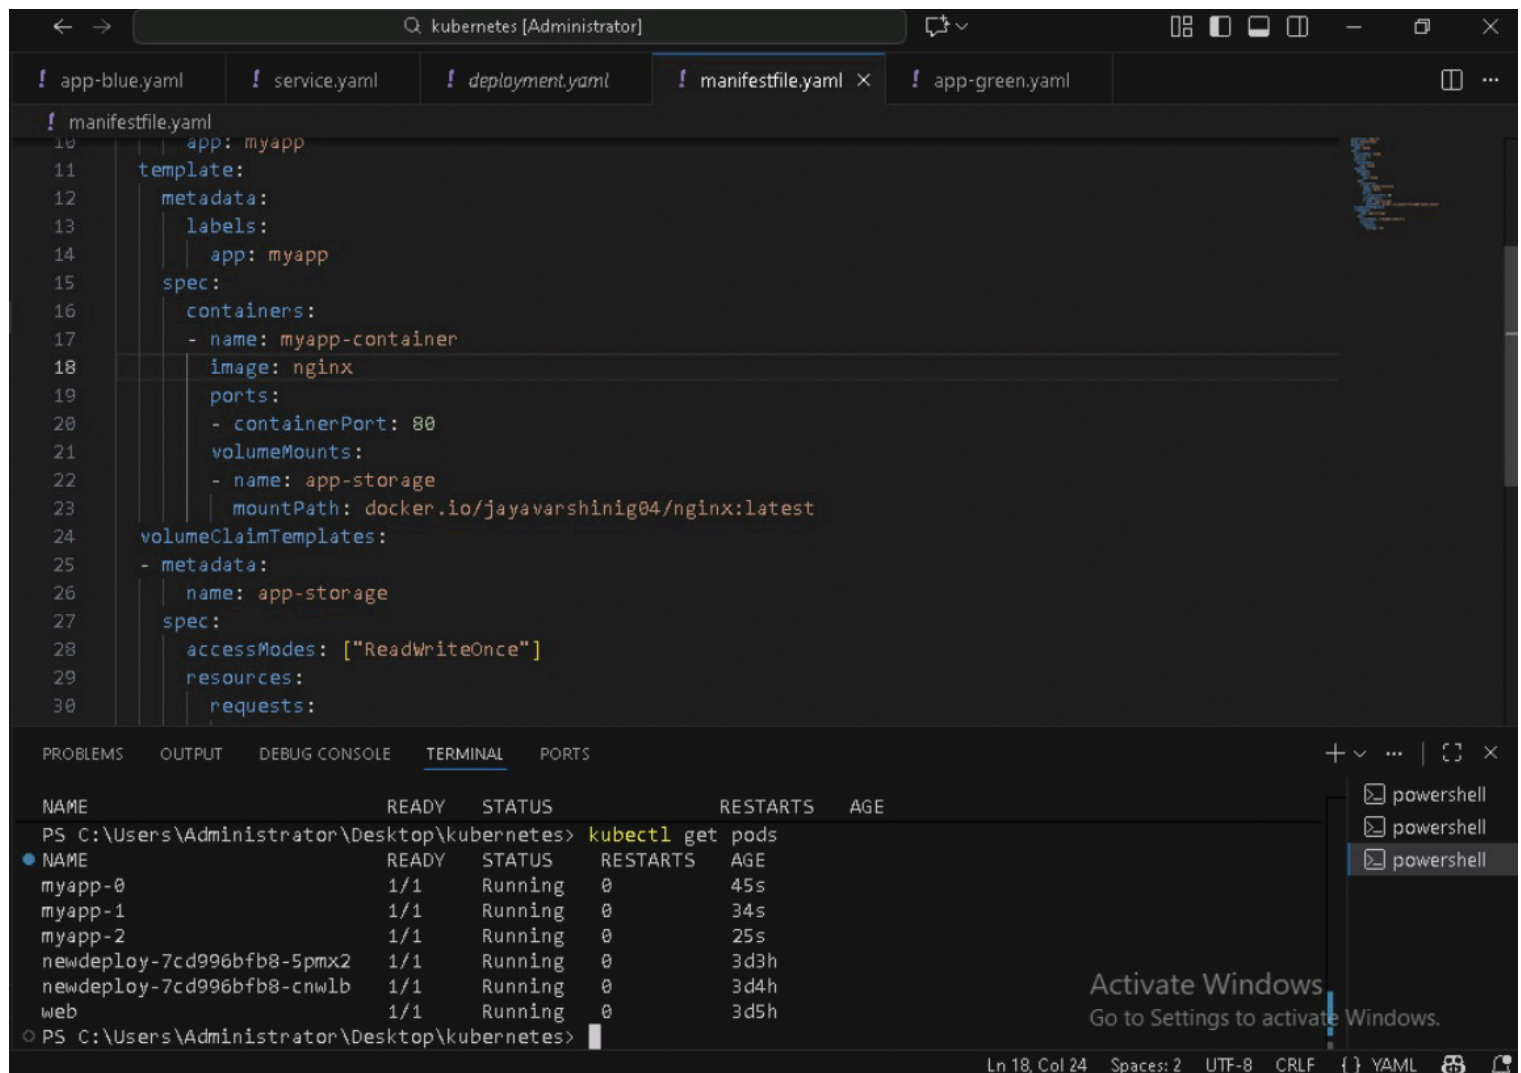 kubernetes [Administrator]
! app-blue.yaml ! service.yaml ! deployment.yaml ! manifestfile.yaml ! app-green.yaml
! manifestfile.yaml
10 app: myapp
11 template:
12 metadata:
13 labels:
14 app: myapp
15 spec:
16 containers:
17 - name: myapp-container
18 image: nginx
19 ports:
20 - containerPort: 80
21 volumeMounts:
22 - name: app-storage
23 mountPath: docker.io/jayavarshinig04/nginx:latest
24 volumeClaimTemplates:
25 - metadata:
26 name: app-storage
27 spec:
28 accessModes: ["ReadWriteOnce"]
29 resources:
30 requests:
PROBLEMS OUTPUT DEBUG CONSOLE TERMINAL PORTS
NAME READY STATUS RESTARTS AGE
PS C:\Users\Administrator\Desktop\kubernetes> kubectl get pods
NAME READY STATUS RESTARTS AGE
myapp-0 1/1 Running 0 45s
myapp-1 1/1 Running 0 34s
myapp-2 1/1 Running 0 25s
newdeploy-7cd996bfb8-5pmx2 1/1 Running 0 3d3h
newdeploy-7cd996bfb8-cnwlb 1/1 Running 0 3d4h
web 1/1 Running 0 3d5h
PS C:\Users\Administrator\Desktop\kubernetes>
powershell
powershell
powershell
Activate Windows
Go to Settings to activate Windows.
Ln 18, Col 24 Spaces: 2 UTF-8 CRLF { } YAML